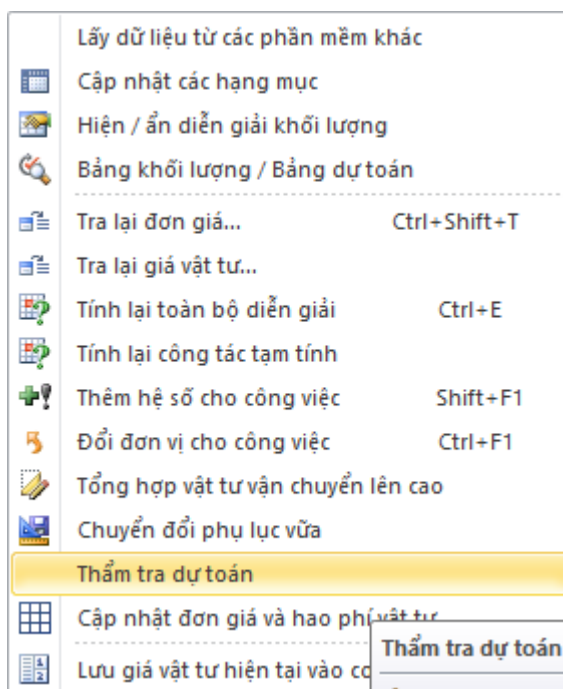 Lấy dữ liệu từ các phần mềm khác
Cập nhật các hạng mục
Hiện / ẩn diễn giải khối lượng
Bảng khối lượng / Bảng dự toán
Tra lại đơn giá... Ctrl+Shift+T
Tra lại giá vật tư...
Tính lại toàn bộ diễn giải Ctrl+E
Tính lại công tác tạm tính
Thêm hệ số cho công việc Shift+F1
Đổi đơn vị cho công việc Ctrl+F1
Tổng hợp vật tư vận chuyển lên cao
Chuyển đổi phụ lục vữa
Thẩm tra dự toán
Cập nhật đơn giá và hao phí vật tư
Thẩm tra dự toán
Lưu giá vật tư hiện tại vào